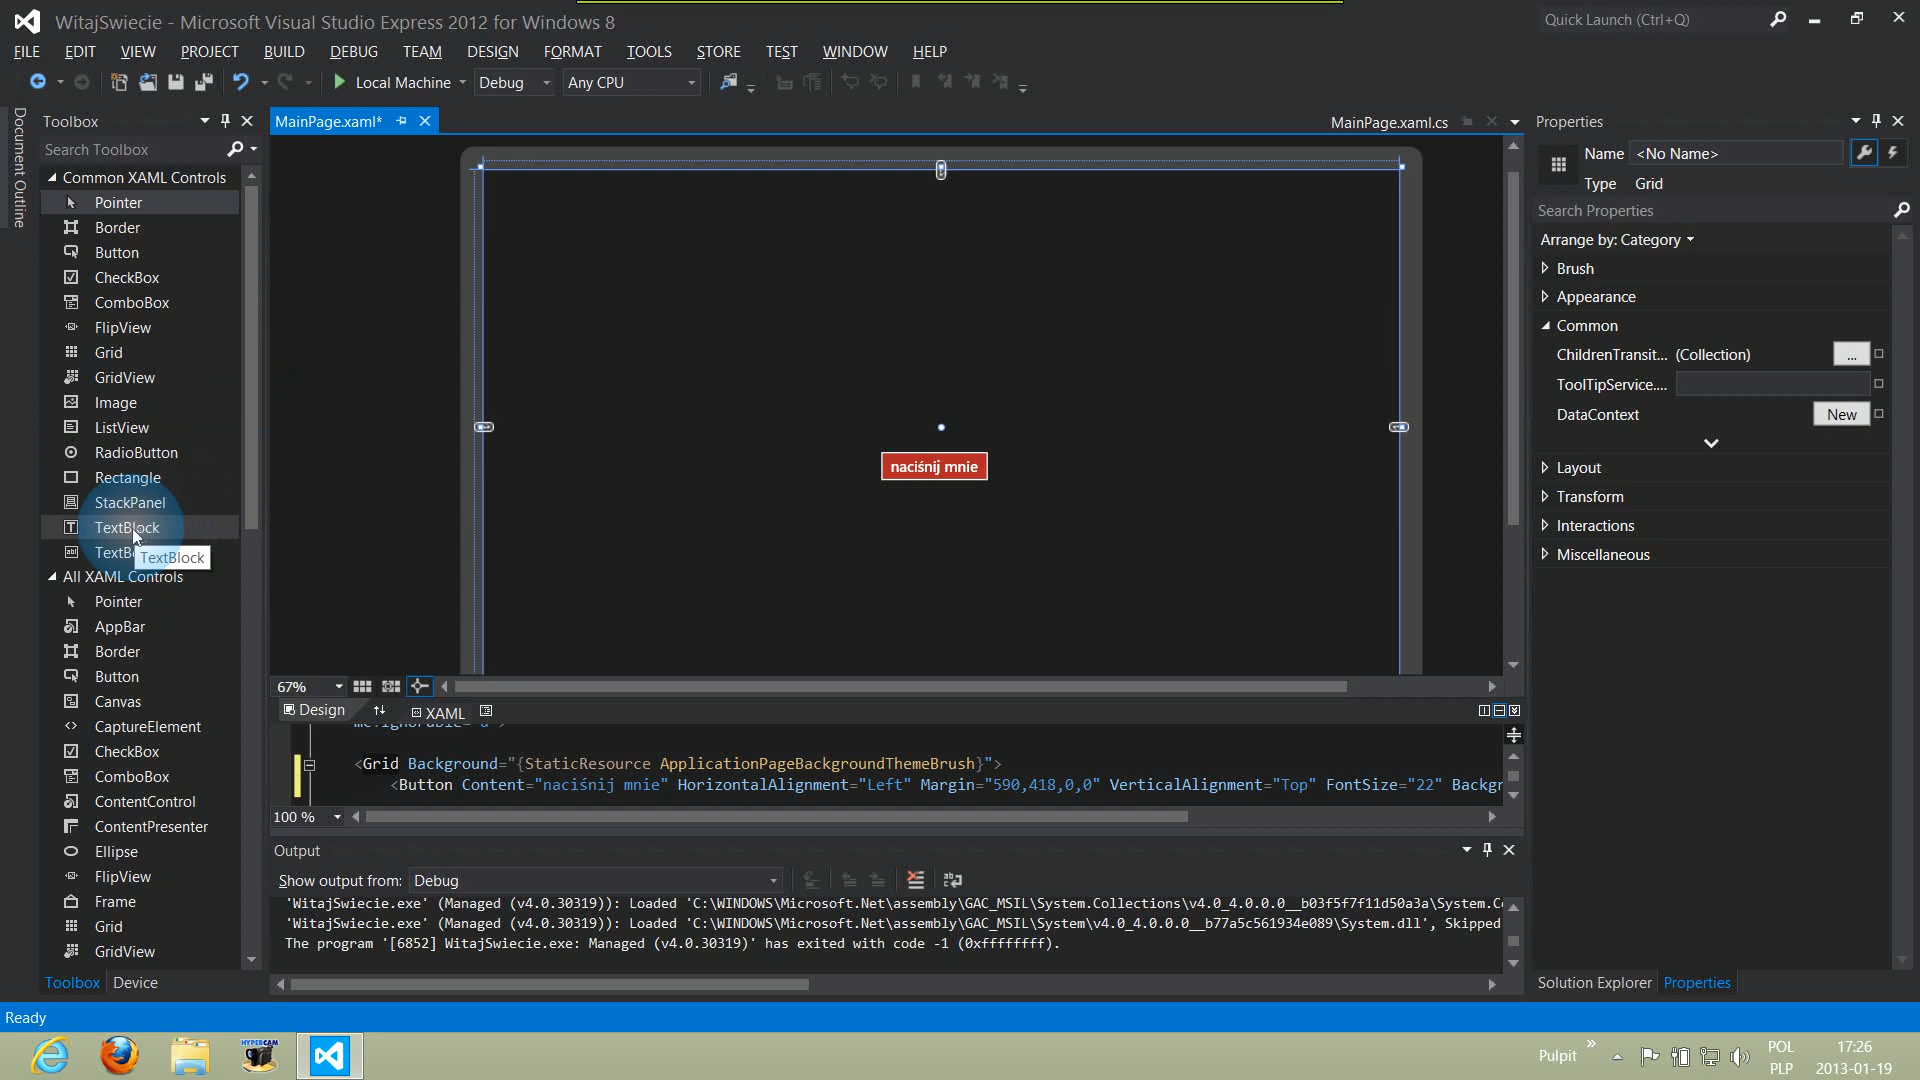 WitajSwiecie - Microsoft Visual Studio Express 2012 for Windows 8
Quick Launch (Ctrl+Q)
FILE EDIT VIEW PROJECT BUILD DEBUG TEAM DESIGN FORMAT TOOLS STORE TEST WINDOW HELP
Local Machine Debug Any CPU
Document Outline
Toolbox
Search Toolbox
Common XAML Controls
Pointer
Border
Button
CheckBox
ComboBox
FlipView
Grid
GridView
Image
ListView
RadioButton
Rectangle
StackPanel
TextBlock
TextB
TextBlock
All XAML Controls
Pointer
AppBar
Border
Button
Canvas
CaptureElement
CheckBox
ComboBox
ContentControl
ContentPresenter
Ellipse
FlipView
Frame
Grid
GridView
Toolbox Device
MainPage.xaml*
MainPage.xaml.cs
naciśnij mnie
67%
Design XAML
<Grid Background="{StaticResource ApplicationPageBackgroundThemeBrush}">
<Button Content="naciśnij mnie" HorizontalAlignment="Left" Margin="590,418,0,0" VerticalAlignment="Top" FontSize="22" Backgr
100 %
Output
Show output from: Debug
'WitajSwiecie.exe' (Managed (v4.0.30319)): Loaded 'C:\WINDOWS\Microsoft.Net\assembly\GAC_MSIL\System.Collections\v4.0_4.0.0.0__b03f5f7f11d50a3a\System.Co
'WitajSwiecie.exe' (Managed (v4.0.30319)): Loaded 'C:\WINDOWS\Microsoft.Net\assembly\GAC_MSIL\System\v4.0_4.0.0.0__b77a5c561934e089\System.dll', Skipped
The program '[6852] WitajSwiecie.exe: Managed (v4.0.30319)' has exited with code -1 (0xffffffff).
Properties
Name <No Name>
Type Grid
Search Properties
Arrange by: Category
Brush
Appearance
Common
ChildrenTransit... (Collection) ...
ToolTipService....
DataContext New
Layout
Transform
Interactions
Miscellaneous
Solution Explorer Properties
Ready
HYPERCAM
Pulpit
POL
PLP
17:26
2013-01-19